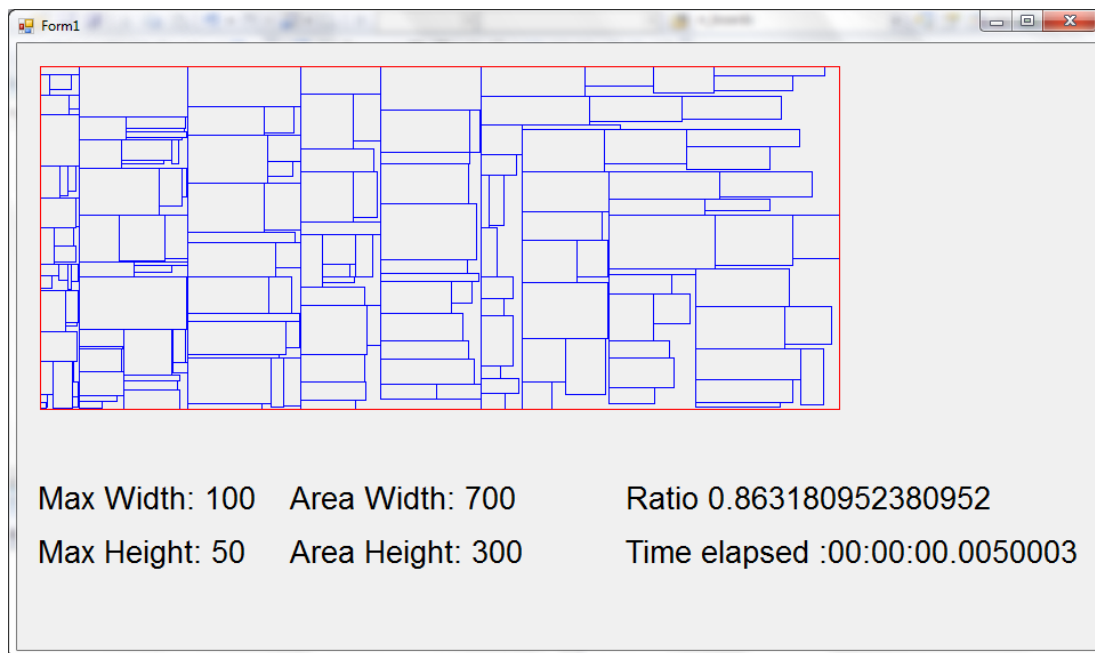 Form1
Max Width: 100 Area Width: 700 Ratio 0.863180952380952
Max Height: 50 Area Height: 300 Time elapsed :00:00:00.0050003